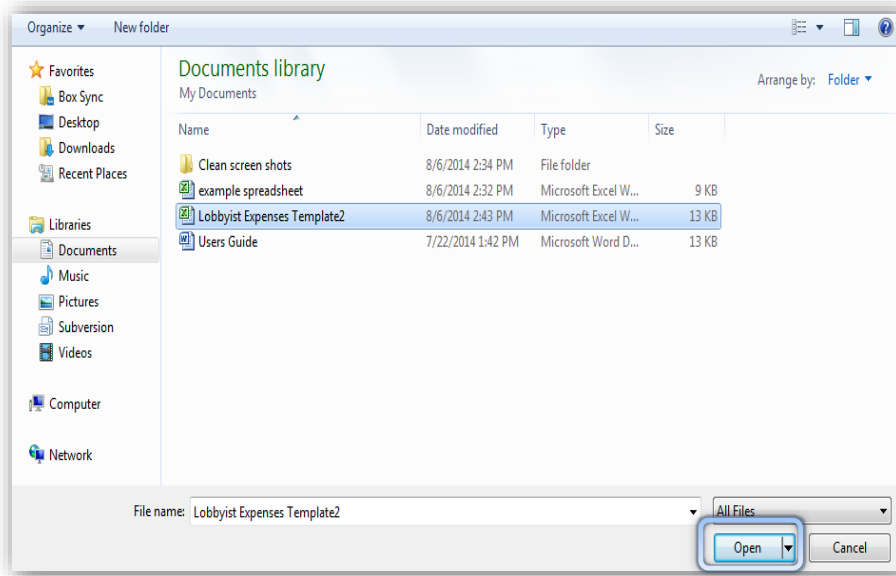 Organize New folder
Favorites
Box Sync
Desktop
Downloads
Recent Places
Libraries
Documents
Music
Pictures
Subversion
Videos
Computer
Network
Documents library
My Documents
Arrange by: Folder
Name Date modified Type Size
Clean screen shots 8/6/2014 2:34 PM File folder
example spreadsheet 8/6/2014 2:32 PM Microsoft Excel W... 9 KB
Lobbyist Expenses Template2 8/6/2014 2:43 PM Microsoft Excel W... 13 KB
Users Guide 7/22/2014 1:42 PM Microsoft Word D... 13 KB
File name: Lobbyist Expenses Template2 All Files
Open Cancel